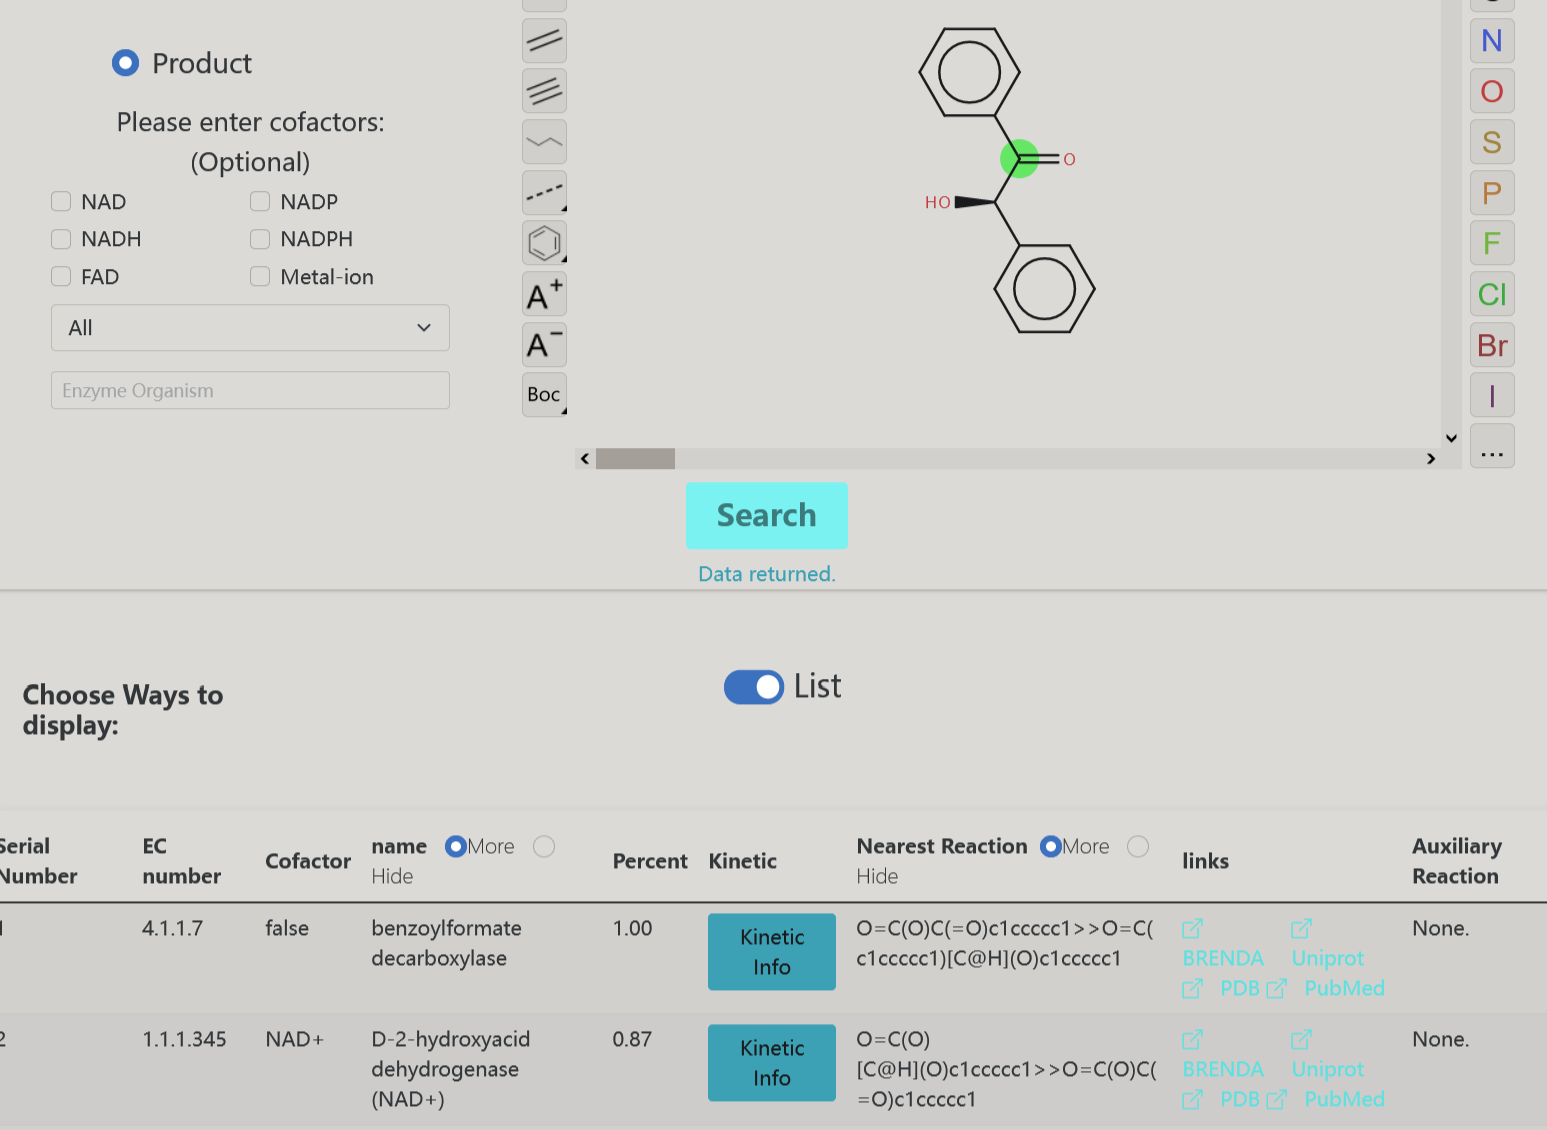 N
Product
O
Please enter cofactors:
(Optional)
S
O
HO
NAD
NADP
P
NADH
NADPH
F
FAD
Metal-ion
A+
Cl
All
A−
Br
Enzyme Organism
Boc
I
...
Search
Data returned.
Choose Ways to
display:
List
Serial
Number
EC
number
Cofactor
name More
Hide
Percent
Kinetic
Nearest Reaction More
Hide
links
Auxiliary
Reaction
1
4.1.1.7
false
benzoylformate
decarboxylase
1.00
Kinetic
Info
O=C(O)C(=O)c1ccccc1>>O=C(
c1ccccc1)[C@H](O)c1ccccc1
BRENDA Uniprot
PDB PubMed
None.
2
1.1.1.345
NAD+
D-2-hydroxyacid
dehydrogenase
(NAD+)
0.87
Kinetic
Info
O=C(O)
[C@H](O)c1ccccc1>>O=C(O)C(
=O)c1ccccc1
BRENDA Uniprot
PDB PubMed
None.